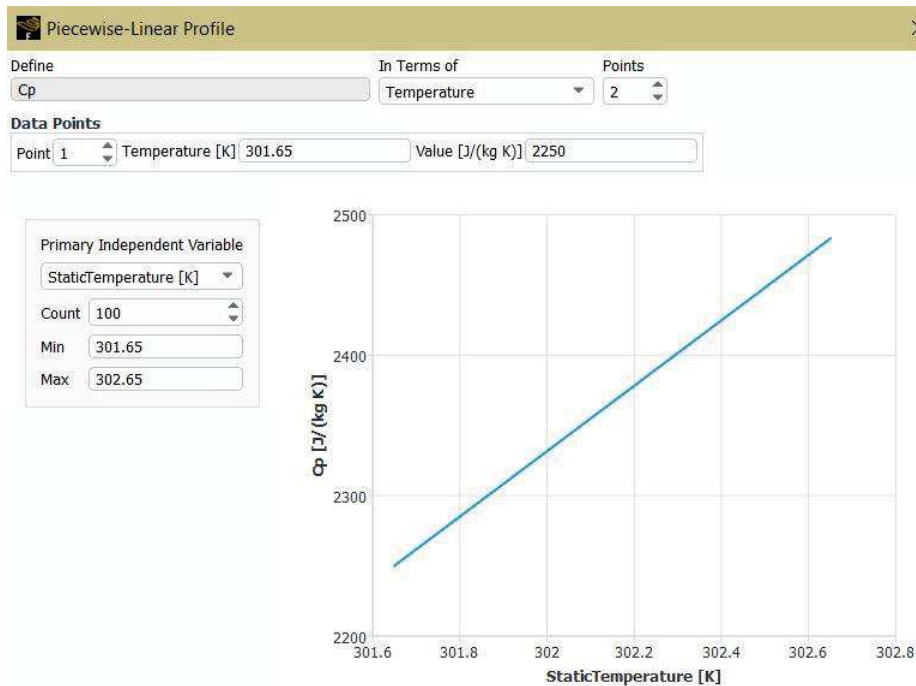 Piecewise-Linear Profile
Define In Terms of Points
Cp Temperature 2
Data Points
Point 1 Temperature [K] 301.65 Value [J/(kg K)] 2250
Primary Independent Variable
StaticTemperature [K]
Count 100
Min 301.65
Max 302.65
2500
2400
2300
2200
Cp [J/(kg K)]
301.6 301.8 302 302.2 302.4 302.6 302.8
StaticTemperature [K]